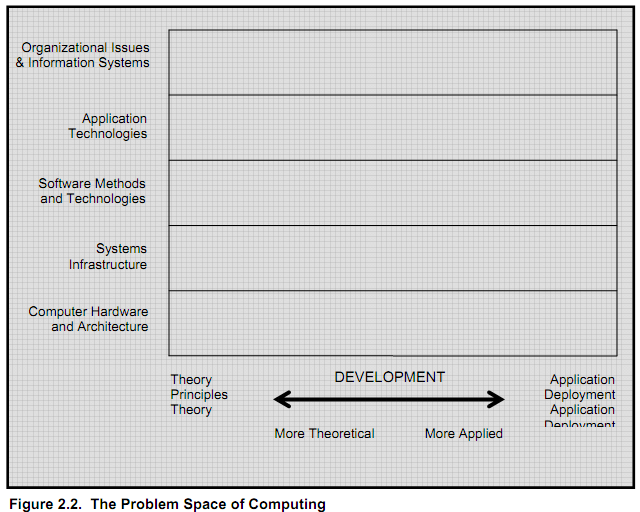 Organizational Issues
& Information Systems
Application
Technologies
Software Methods
and Technologies
Systems
Infrastructure
Computer Hardware
and Architecture
Theory
Principles
Theory
DEVELOPMENT
Application
Deployment
Application
Deployment
More Theoretical
More Applied
Figure 2.2. The Problem Space of Computing